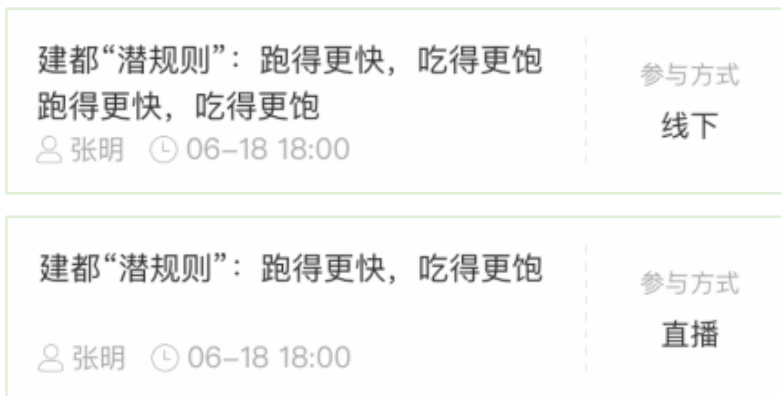 建都“潜规则”：跑得更快，吃得更饱
跑得更快，吃得更饱
张明 06-18 18:00
参与方式
线下
建都“潜规则”：跑得更快，吃得更饱
张明 06-18 18:00
参与方式
直播